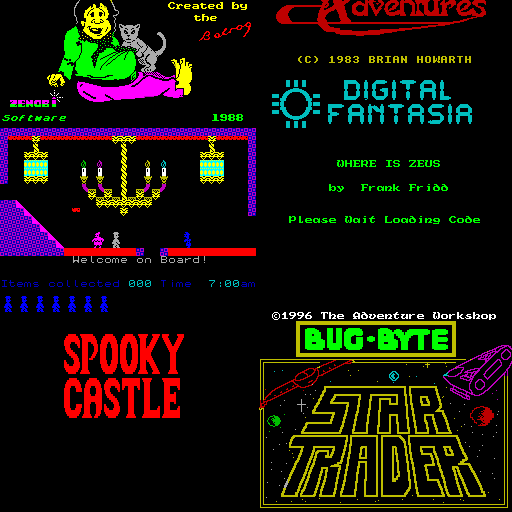 Created by
the
Balrog
ZENOBI
Software 1988
Welcome on Board!
Items collected 000 Time 7:00am
SPOOKY
CASTLE
Adventures
(C) 1983 BRIAN HOWARTH
DIGITAL
FANTASIA
WHERE IS ZEUS
by Frank Fridd
Please Wait Loading Code
©1996 The Adventure Workshop
BUG-BYTE
STAR
TRADER